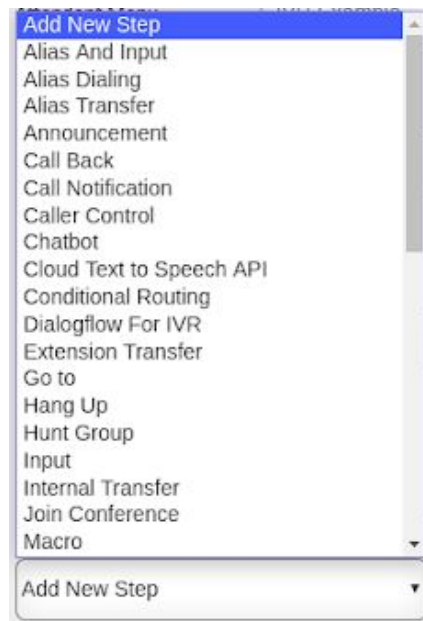 Add New Step
Alias And Input
Alias Dialing
Alias Transfer
Announcement
Call Back
Call Notification
Caller Control
Chatbot
Cloud Text to Speech API
Conditional Routing
Dialogflow For IVR
Extension Transfer
Go to
Hang Up
Hunt Group
Input
Internal Transfer
Join Conference
Macro
Add New Step